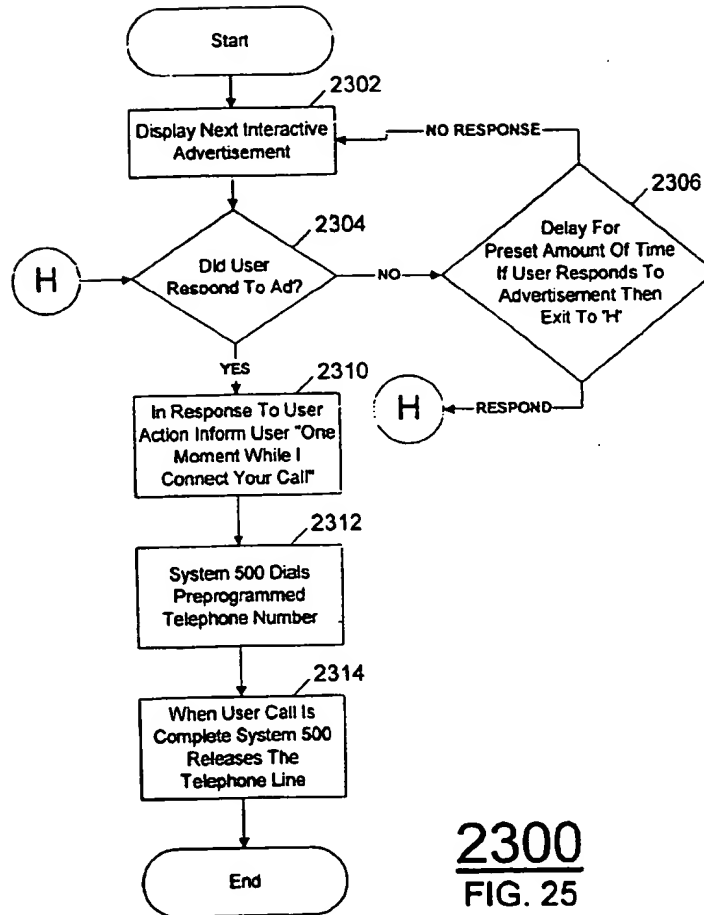 Start
2302
Display Next Interactive
Advertisement
NO RESPONSE
2304
2306
H
Did User
Respond To Ad?
NO
Delay For
Preset Amount Of Time
If User Responds To
Advertisement Then
Exit To "H"
YES
2310
In Response To User
Action Inform User "One
Moment While I
Connect Your Call"
H
RESPOND
2312
System 500 Dials
Preprogrammed
Telephone Number
2314
When User Call Is
Complete System 500
Releases The
Telephone Line
End
2300
FIG. 25